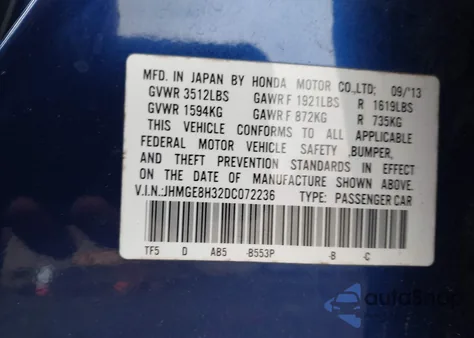 MFD. IN JAPAN BY HONDA MOTOR CO.,LTD; 09/'13
GVWR 3512LBS GAWR F 1921LBS R 1619LBS
GVWR 1594KG GAWR F 872KG R 735KG
THIS VEHICLE CONFORMS TO ALL APPLICABLE
FEDERAL MOTOR VEHICLE SAFETY ,BUMPER,
AND THEFT PREVENTION STANDARDS IN EFFECT
ON THE DATE OF MANUFACTURE SHOWN ABOVE.
V.I.N.:JHMGE8H32DC072236 TYPE: PASSENGER CAR
TF5 D AB5 -B553P -B -C
autoSnap